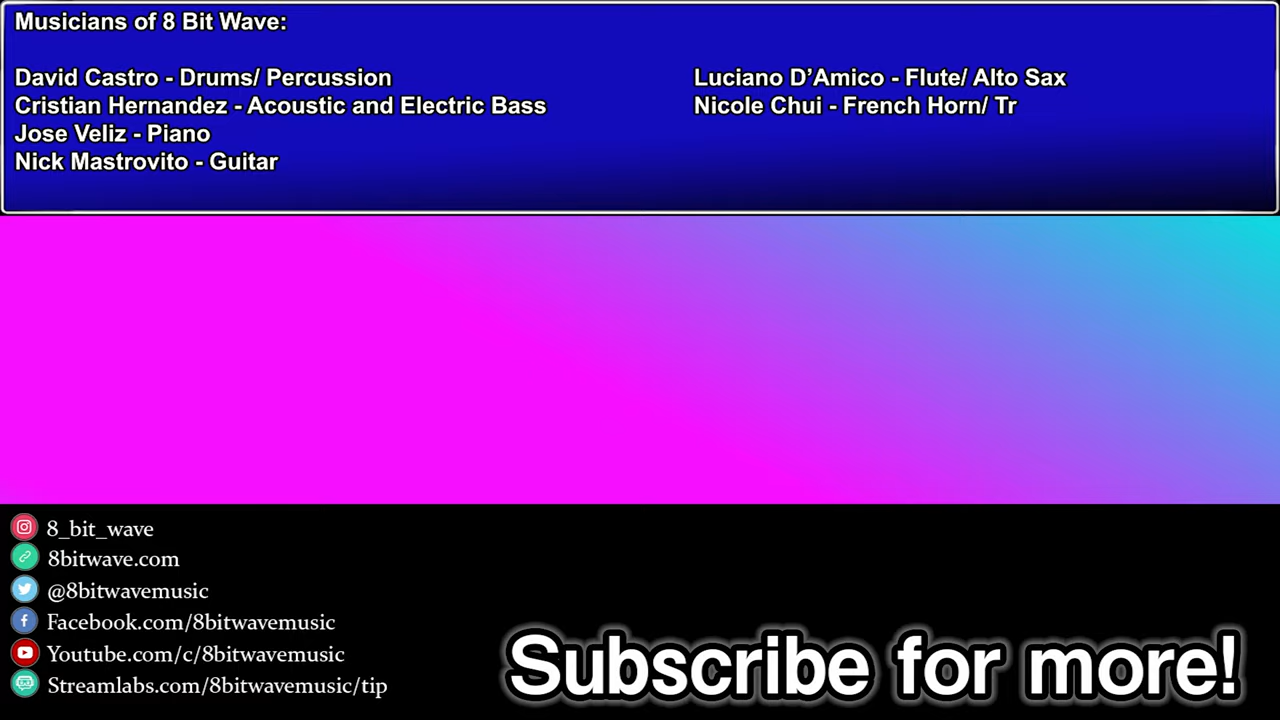 Musicians of 8 Bit Wave:
David Castro - Drums/ Percussion
Cristian Hernandez - Acoustic and Electric Bass
Jose Veliz - Piano
Nick Mastrovito - Guitar
Luciano D’Amico - Flute/ Alto Sax
Nicole Chui - French Horn/ Tr
8_bit_wave
8bitwave.com
@8bitwavemusic
Facebook.com/8bitwavemusic
Youtube.com/c/8bitwavemusic
Streamlabs.com/8bitwavemusic/tip
Subscribe for more!